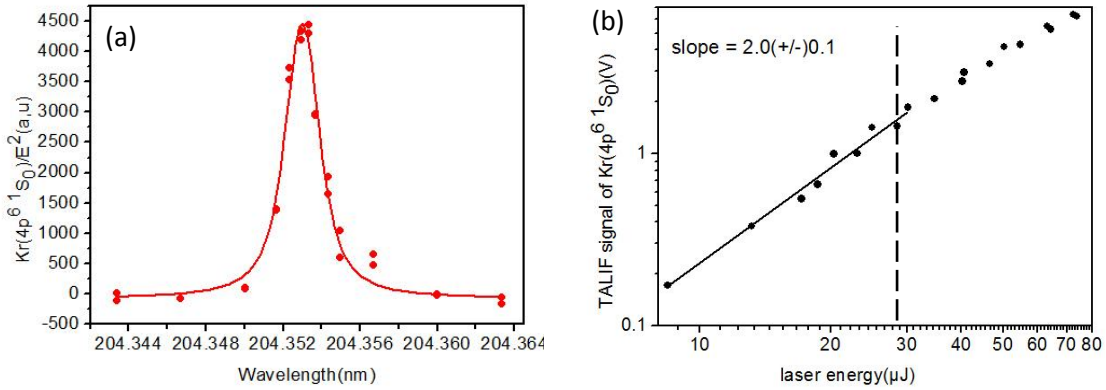 (a)
Kr(4p⁶ ¹S₀)/E²(a,u)
4500
4000
3500
3000
2500
2000
1500
1000
500
0
-500
204.344 204.348 204.352 204.356 204.360 204.364
Wavelength(nm)
(b)
slope = 2.0(+/-)0.1
TALIF signal of Kr(4p⁶ ¹S₀)(V)
1
0.1
10 20 30 40 50 60 70 80
laser energy(µJ)